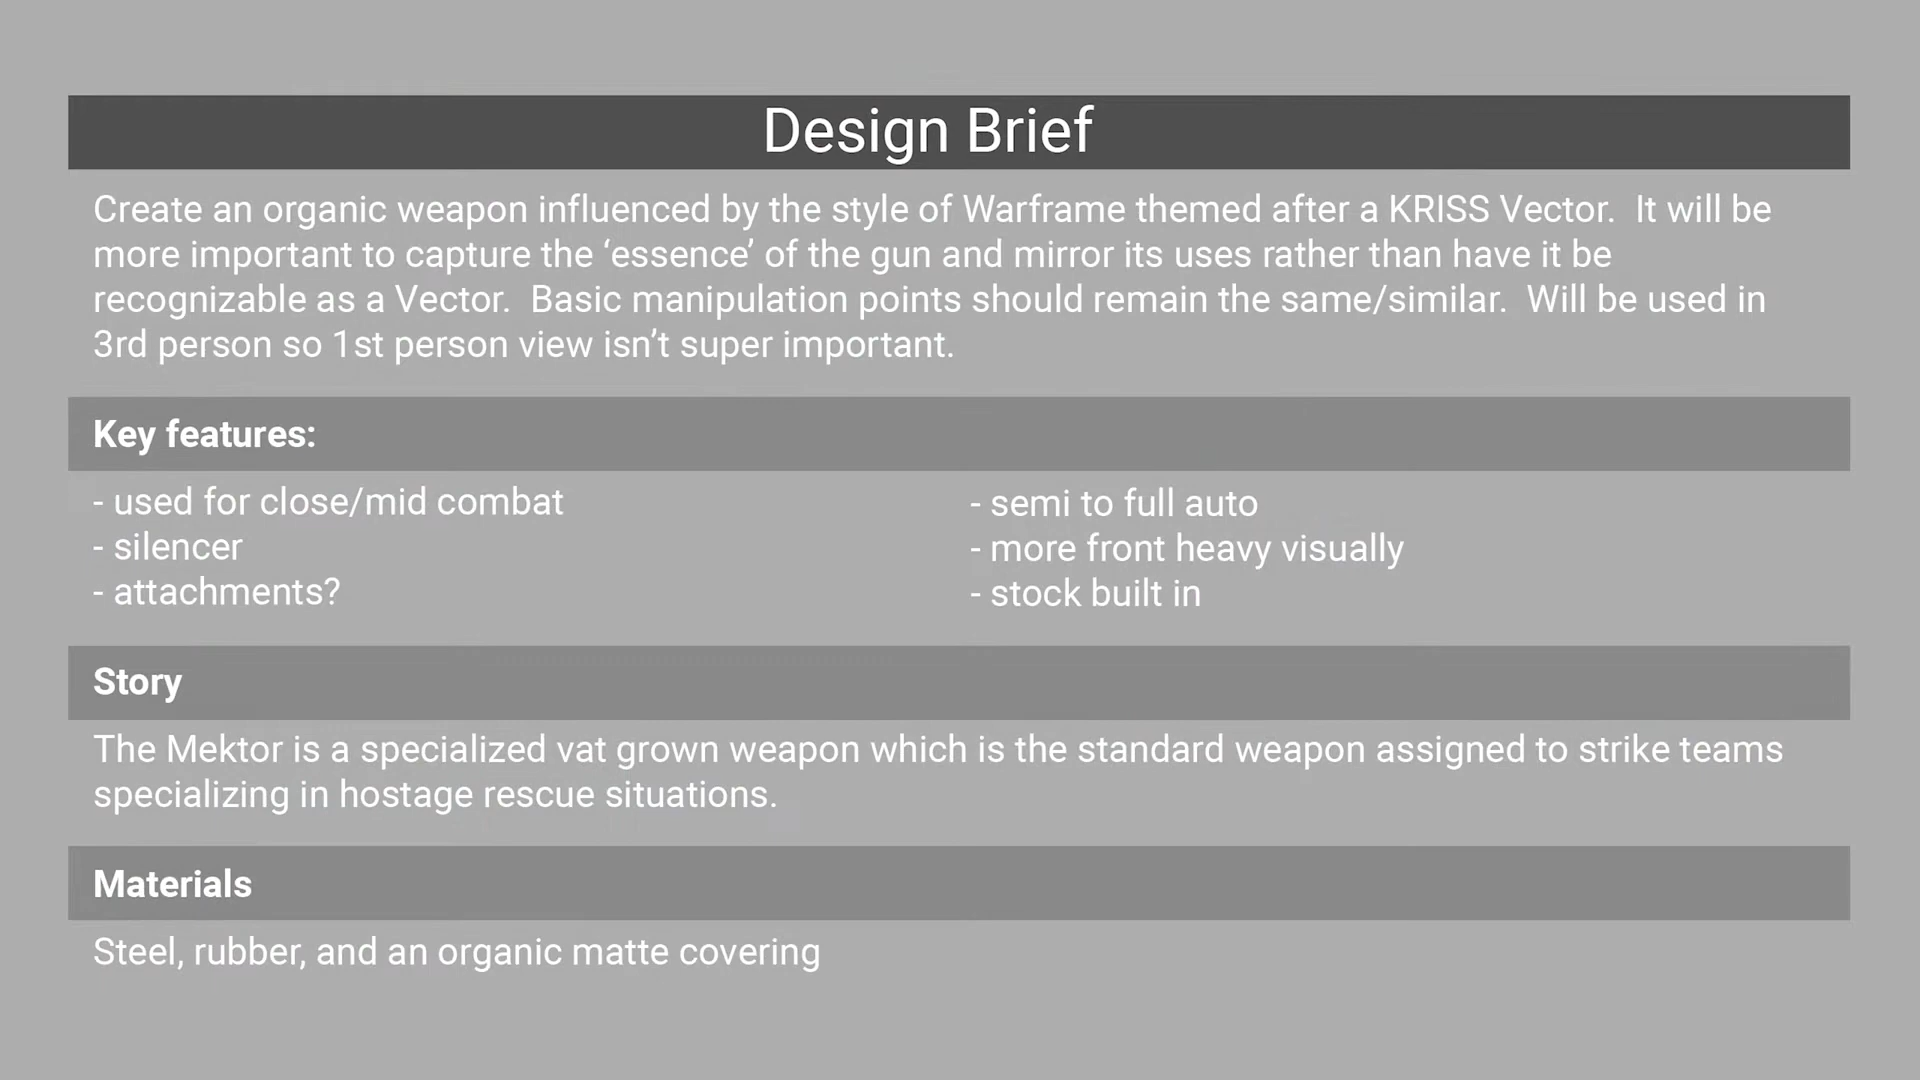 Design Brief
Create an organic weapon influenced by the style of Warframe themed after a KRISS Vector.  It will be
more important to capture the ‘essence’ of the gun and mirror its uses rather than have it be
recognizable as a Vector.  Basic manipulation points should remain the same/similar.  Will be used in
3rd person so 1st person view isn’t super important.
Key features:
- used for close/mid combat
- silencer
- attachments?
- semi to full auto
- more front heavy visually
- stock built in
Story
The Mektor is a specialized vat grown weapon which is the standard weapon assigned to strike teams
specializing in hostage rescue situations.
Materials
Steel, rubber, and an organic matte covering